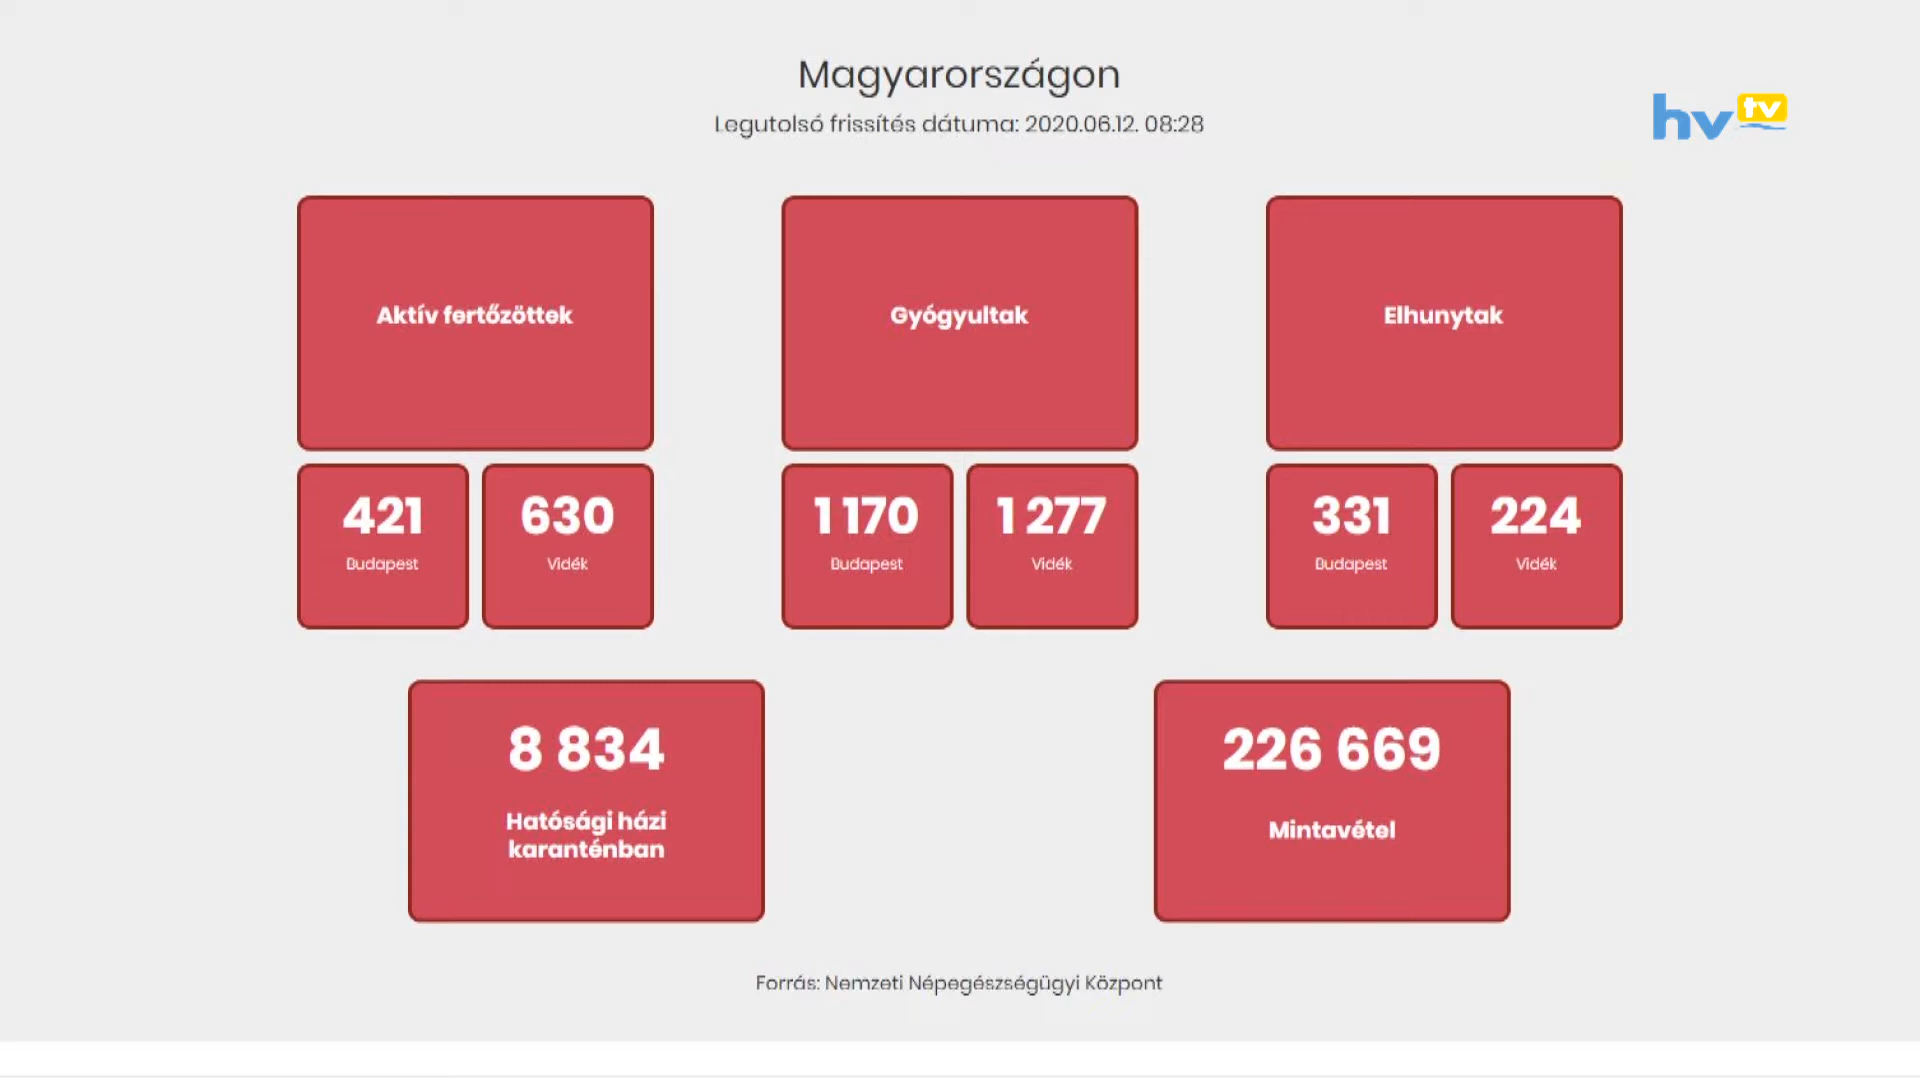 Magyarországon
Legutolsó frissítés dátuma: 2020.06.12. 08:28
hv tv
Aktív fertőzöttek
Gyógyultak
Elhunytak
421
Budapest
630
Vidék
1 170
Budapest
1 277
Vidék
331
Budapest
224
Vidék
8 834
Hatósági házi
karanténban
226 669
Mintavétel
Forrás: Nemzeti Népegészségügyi Központ